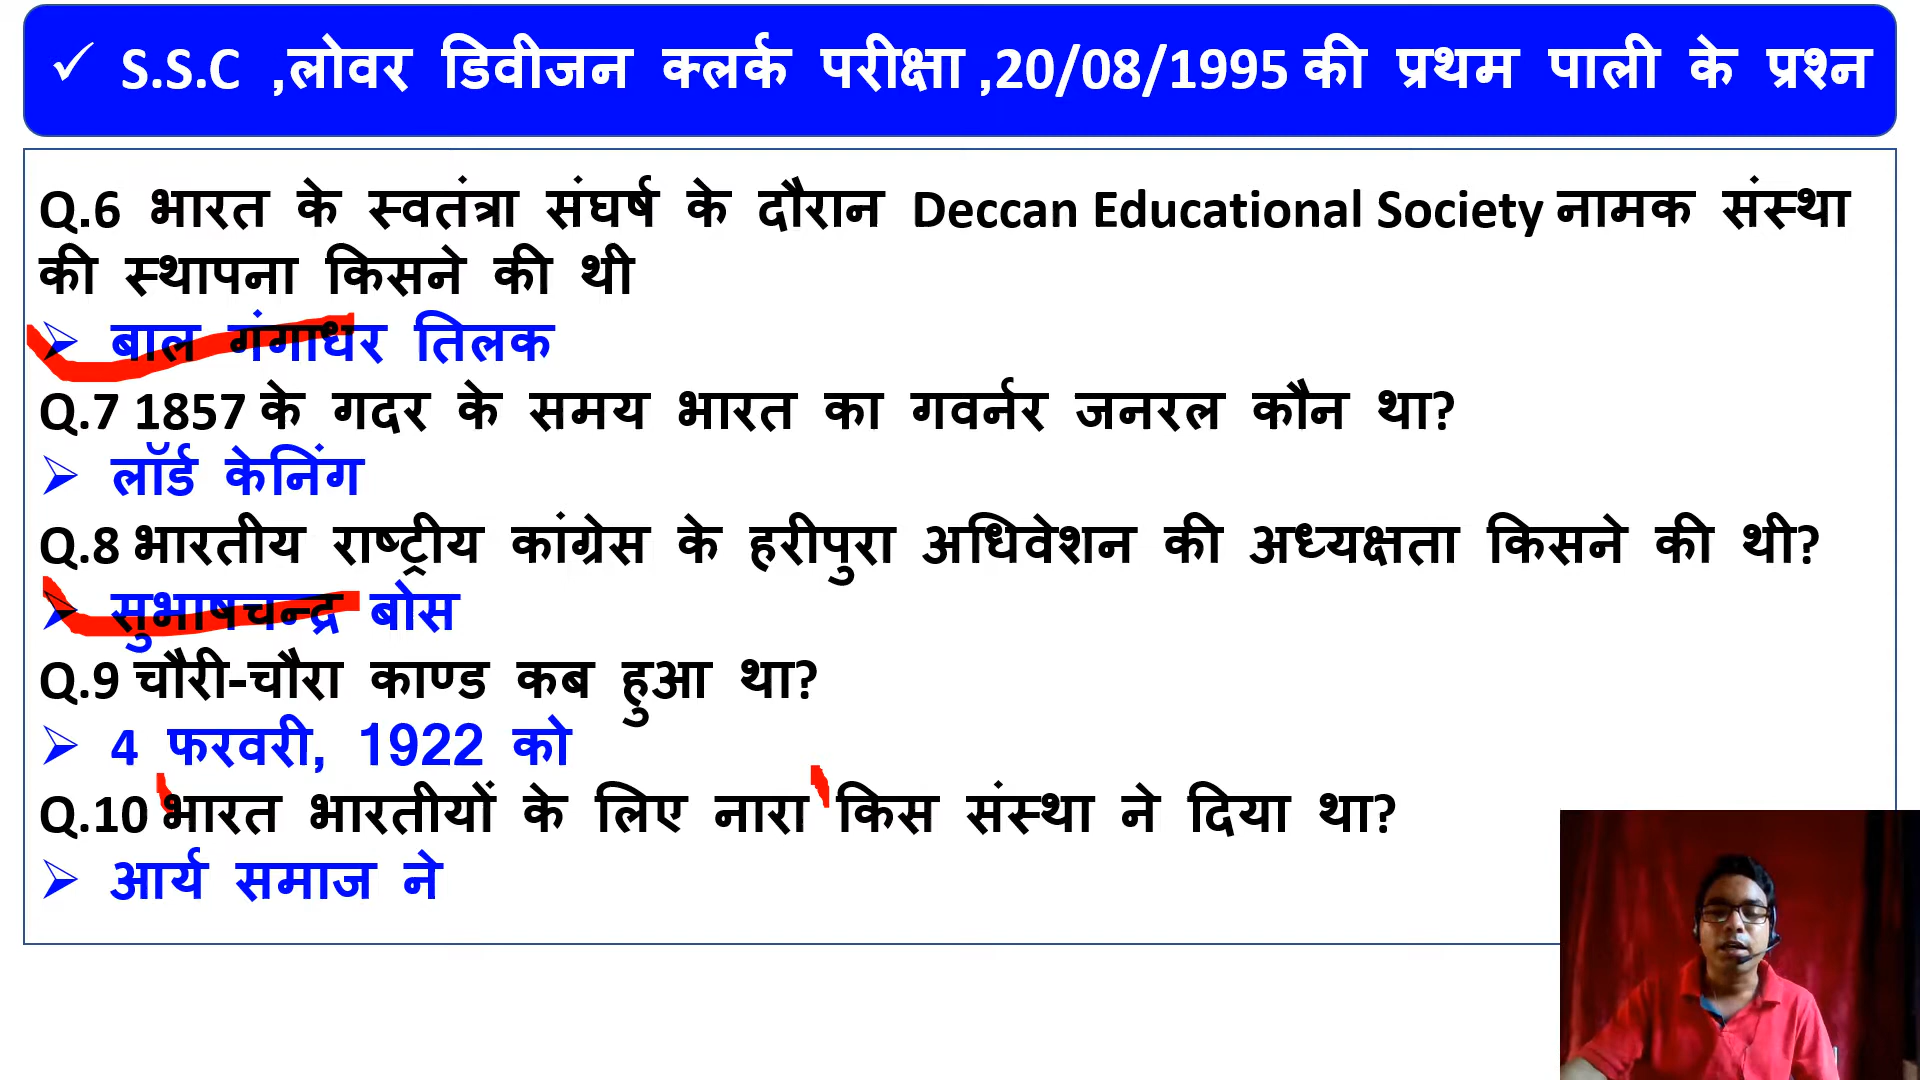 ✓ S.S.C ,लोवर डिवीजन क्लर्क परीक्षा ,20/08/1995 की प्रथम पाली के प्रश्न
Q.6 भारत के स्वतंत्रा संघर्ष के दौरान Deccan Educational Society नामक संस्था
की स्थापना किसने की थी
➢ बाल गंगाधर तिलक
Q.7 1857 के गदर के समय भारत का गवर्नर जनरल कौन था?
➢ लॉर्ड केनिंग
Q.8 भारतीय राष्ट्रीय कांग्रेस के हरीपुरा अधिवेशन की अध्यक्षता किसने की थी?
➢ सुभाषचन्द्र बोस
Q.9 चौरी-चौरा काण्ड कब हुआ था?
➢ 4 फरवरी, 1922 को
Q.10 भारत भारतीयों के लिए नारा किस संस्था ने दिया था?
➢ आर्य समाज ने